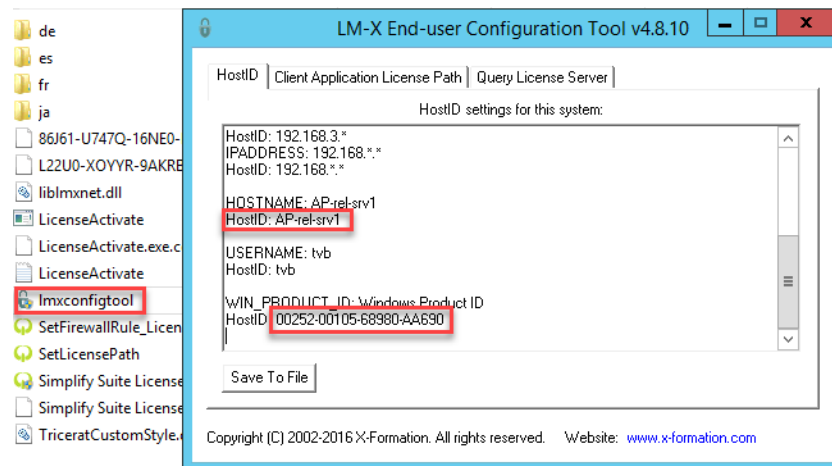 de
es
fr
ja
86J61-U747Q-16NE0-
L22U0-XOYYR-9AKRE
liblmxnet.dll
LicenseActivate
LicenseActivate.exe.c
LicenseActivate
lmxconfigtool
SetFirewallRule_Licen
SetLicensePath
Simplify Suite License
Simplify Suite License
TriceratCustomStyle.
LM-X End-user Configuration Tool v4.8.10
HostID Client Application License Path Query License Server
HostID settings for this system:
HostID: 192.168.3.*
IPADDRESS: 192.168.*.*
HostID: 192.168.*.*
HOSTNAME: AP-rel-srv1
HostID: AP-rel-srv1
USERNAME: tvb
HostID: tvb
WIN_PRODUCT_ID: Windows Product ID
HostID: 00252-00105-68980-AA690
Save To File
Copyright (C) 2002-2016 X-Formation. All rights reserved. Website: www.x-formation.com